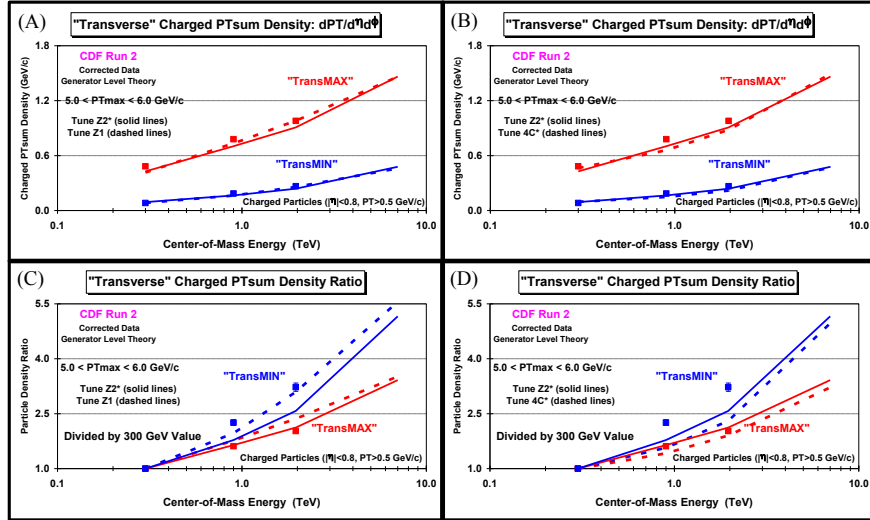 (A)
"Transverse" Charged PTsum Density: dPT/dηdφ
Charged PTsum Density (GeV/c)
1.8
1.2
0.6
0.0
CDF Run 2
Corrected Data
Generator Level Theory
5.0 < PTmax < 6.0 GeV/c
Tune Z2* (solid lines)
Tune Z1 (dashed lines)
"TransMAX"
"TransMIN"
Charged Particles (|η|<0.8, PT>0.5 GeV/c)
0.1
1.0
10.0
Center-of-Mass Energy (TeV)
(B)
"Transverse" Charged PTsum Density: dPT/dηdφ
Charged PTsum Density (GeV/c)
1.8
1.2
0.6
0.0
CDF Run 2
Corrected Data
Generator Level Theory
5.0 < PTmax < 6.0 GeV/c
Tune Z2* (solid lines)
Tune 4C* (dashed lines)
"TransMAX"
"TransMIN"
Charged Particles (|η|<0.8, PT>0.5 GeV/c)
0.1
1.0
10.0
Center-of-Mass Energy (TeV)
(C)
"Transverse" Charged PTsum Density Ratio
Particle Density Ratio
5.5
4.0
2.5
1.0
CDF Run 2
Corrected Data
Generator Level Theory
5.0 < PTmax < 6.0 GeV/c
Tune Z2* (solid lines)
Tune Z1 (dashed lines)
"TransMIN"
"TransMAX"
Divided by 300 GeV Value
Charged Particles (|η|<0.8, PT>0.5 GeV/c)
0.1
1.0
10.0
Center-of-Mass Energy (TeV)
(D)
"Transverse" Charged PTsum Density Ratio
Particle Density Ratio
5.5
4.0
2.5
1.0
CDF Run 2
Corrected Data
Generator Level Theory
5.0 < PTmax < 6.0 GeV/c
Tune Z2* (solid lines)
Tune 4C* (dashed lines)
"TransMIN"
"TransMAX"
Divided by 300 GeV Value
Charged Particles (|η|<0.8, PT>0.5 GeV/c)
0.1
1.0
10.0
Center-of-Mass Energy (TeV)